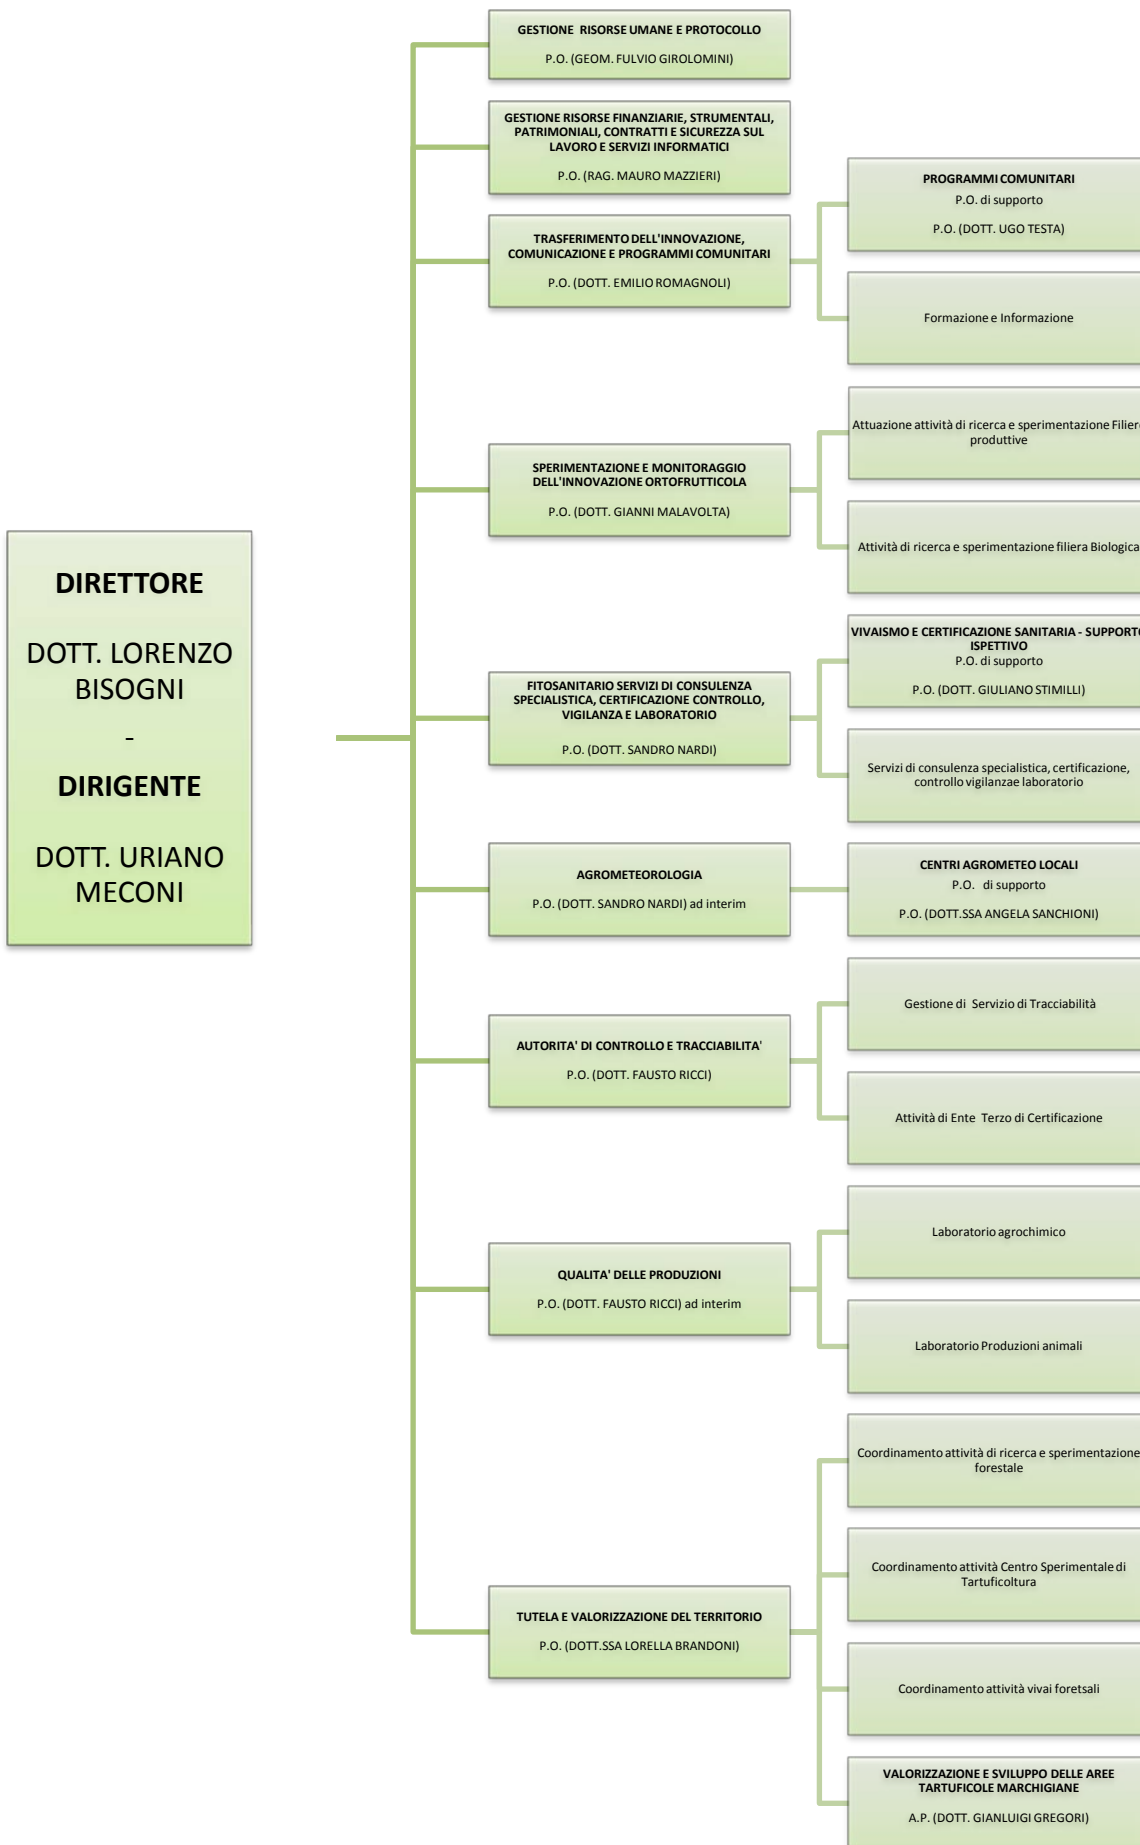 DIRETTORE
DOTT. LORENZO
BISOGNI
-
DIRIGENTE
DOTT. URIANO
MECONI
GESTIONE RISORSE UMANE E PROTOCOLLO
P.O. (GEOM. FULVIO GIROLOMINI)
GESTIONE RISORSE FINANZIARIE, STRUMENTALI,
PATRIMONIALI, CONTRATTI E SICUREZZA SUL
LAVORO E SERVIZI INFORMATICI
P.O. (RAG. MAURO MAZZIERI)
TRASFERIMENTO DELL'INNOVAZIONE,
COMUNICAZIONE E PROGRAMMI COMUNITARI
P.O. (DOTT. EMILIO ROMAGNOLI)
PROGRAMMI COMUNITARI
P.O. di supporto
P.O. (DOTT. UGO TESTA)
Formazione e Informazione
SPERIMENTAZIONE E MONITORAGGIO
DELL'INNOVAZIONE ORTOFRUTTICOLA
P.O. (DOTT. GIANNI MALAVOLTA)
Attuazione attività di ricerca e sperimentazione Filiere
produttive
Attività di ricerca e sperimentazione filiera Biologica
FITOSANITARIO SERVIZI DI CONSULENZA
SPECIALISTICA, CERTIFICAZIONE CONTROLLO,
VIGILANZA E LABORATORIO
P.O. (DOTT. SANDRO NARDI)
VIVAISMO E CERTIFICAZIONE SANITARIA - SUPPORTO
ISPETTIVO
P.O. di supporto
P.O. (DOTT. GIULIANO STIMILLI)
Servizi di consulenza specialistica, certificazione,
controllo vigilanzae laboratorio
AGROMETEOROLOGIA
P.O. (DOTT. SANDRO NARDI) ad interim
CENTRI AGROMETEO LOCALI
P.O. di supporto
P.O. (DOTT.SSA ANGELA SANCHIONI)
AUTORITA' DI CONTROLLO E TRACCIABILITA'
P.O. (DOTT. FAUSTO RICCI)
Gestione di Servizio di Tracciabilità
Attività di Ente Terzo di Certificazione
QUALITA' DELLE PRODUZIONI
P.O. (DOTT. FAUSTO RICCI) ad interim
Laboratorio agrochimico
Laboratorio Produzioni animali
TUTELA E VALORIZZAZIONE DEL TERRITORIO
P.O. (DOTT.SSA LORELLA BRANDONI)
Coordinamento attività di ricerca e sperimentazione
forestale
Coordinamento attività Centro Sperimentale di
Tartuficoltura
Coordinamento attività vivai foretsali
VALORIZZAZIONE E SVILUPPO DELLE AREE
TARTUFICOLE MARCHIGIANE
A.P. (DOTT. GIANLUIGI GREGORI)